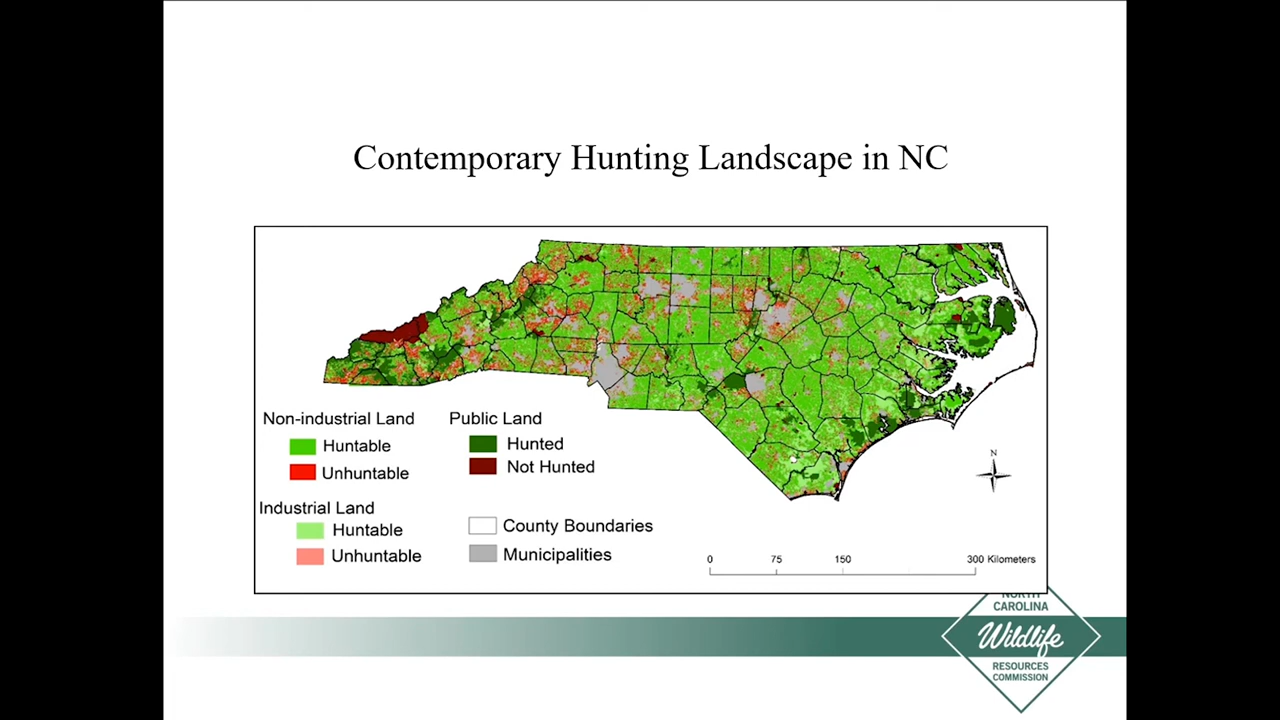 Contemporary Hunting Landscape in NC
Non-industrial Land
Huntable
Unhuntable
Industrial Land
Huntable
Unhuntable
Public Land
Hunted
Not Hunted
County Boundaries
Municipalities
N
0 75 150 300 Kilometers
NORTH
CAROLINA
Wildlife
RESOURCES
COMMISSION